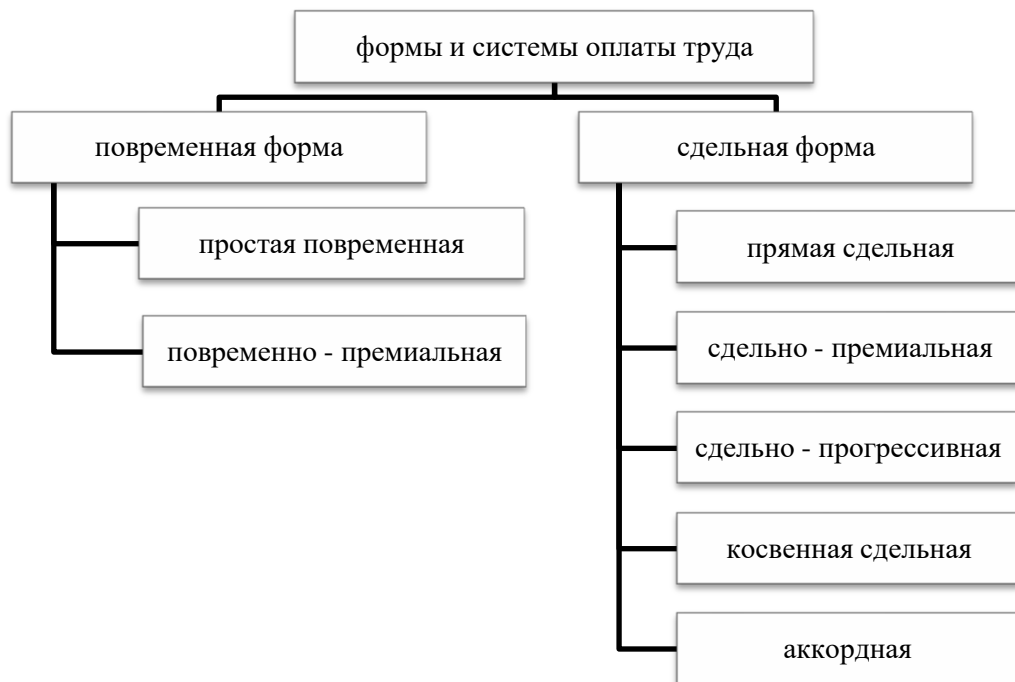 формы и системы оплаты труда
повременная форма
простая повременная
повременно - премиальная
сдельная форма
прямая сдельная
сдельно - премиальная
сдельно - прогрессивная
косвенная сдельная
аккордная